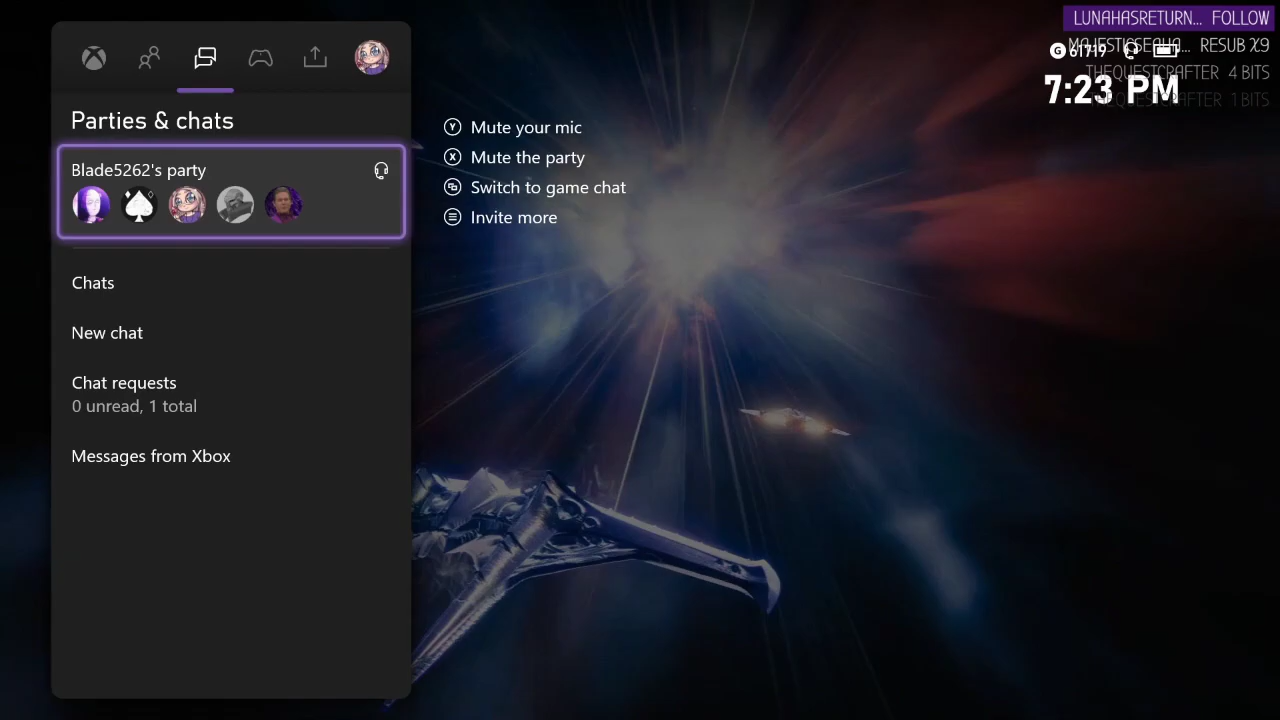 Parties & chats
Blade5262's party
Chats
New chat
Chat requests
0 unread, 1 total
Messages from Xbox
Y Mute your mic
X Mute the party
Switch to game chat
Invite more
LUNAHASRETURN... FOLLOW
RESUB X9
G 61719
THEQUESTCRAFTER 4 BITS
7:23 PM
THEQUESTCRAFTER 1 BITS